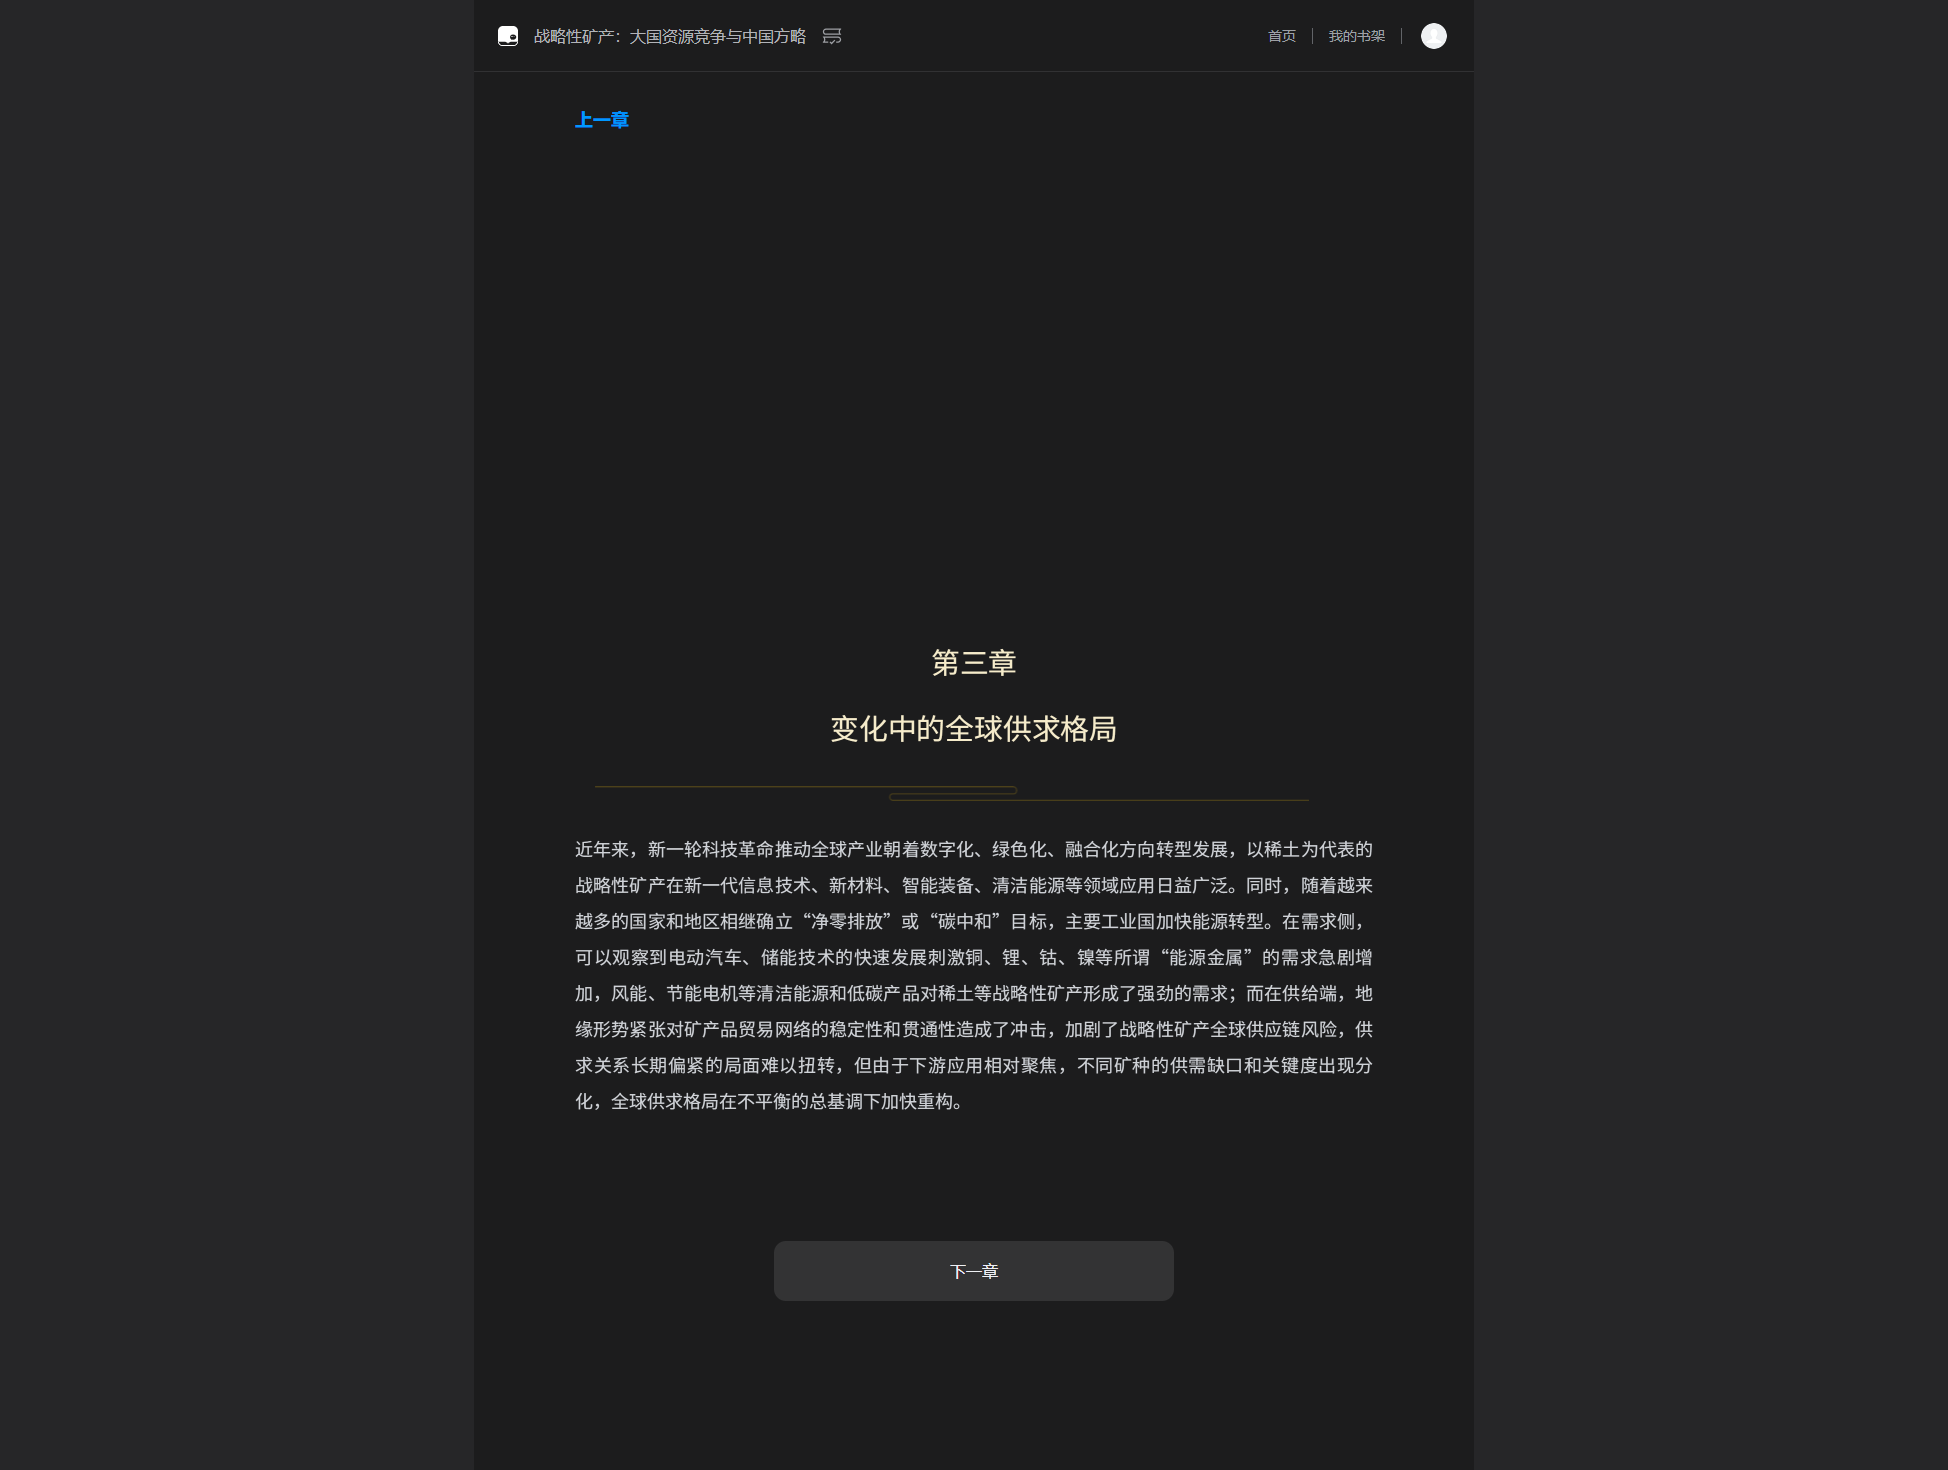 战略性矿产：大国资源竞争与中国方略
首页
我的书架
上一章
第三章
变化中的全球供求格局
近年来，新一轮科技革命推动全球产业朝着数字化、绿色化、融合化方向转型发展，以稀土为代表的
战略性矿产在新一代信息技术、新材料、智能装备、清洁能源等领域应用日益广泛。同时，随着越来
越多的国家和地区相继确立“净零排放”或“碳中和”目标，主要工业国加快能源转型。在需求侧，
可以观察到电动汽车、储能技术的快速发展刺激铜、锂、钴、镍等所谓“能源金属”的需求急剧增
加，风能、节能电机等清洁能源和低碳产品对稀土等战略性矿产形成了强劲的需求；而在供给端，地
缘形势紧张对矿产品贸易网络的稳定性和贯通性造成了冲击，加剧了战略性矿产全球供应链风险，供
求关系长期偏紧的局面难以扭转，但由于下游应用相对聚焦，不同矿种的供需缺口和关键度出现分
化，全球供求格局在不平衡的总基调下加快重构。
下一章